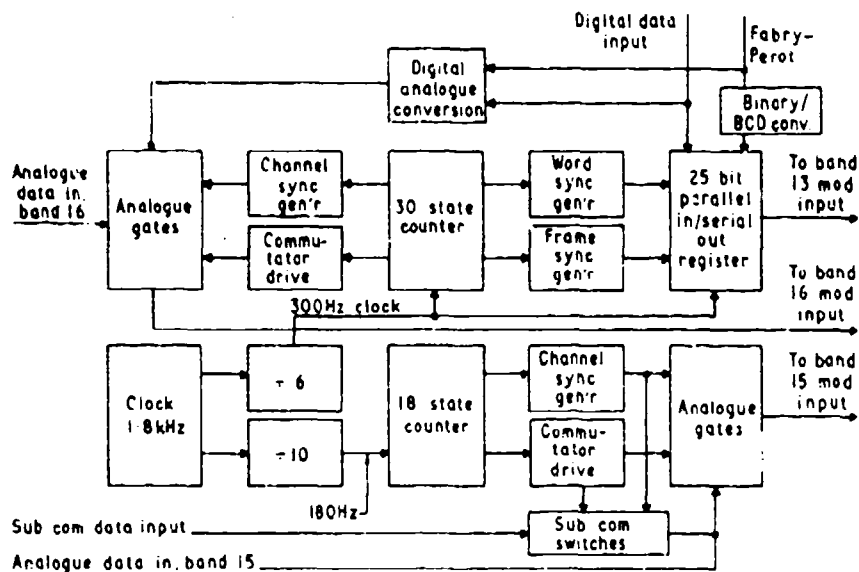 Digital data
input
Fabry-
Perot
Digital
analogue
conversion
Binary/
BCD conv.
Analogue
data in,
band 16
Analogue
gates
Channel
sync
gen'r
30 state
counter
Word
sync
gen'r
25 bit
parallel
in/serial
out
register
To band
13 mod
input
Commu-
tator
drive
Frame
sync
gen'r
300Hz clock
To band
16 mod
input
Clock
1·8kHz
÷6
18 state
counter
Channel
sync
gen'r
Analogue
gates
To band
15 mod
input
÷10
Commu-
tator
drive
180Hz
Sub com data input
Sub com
switches
Analogue data in, band 15